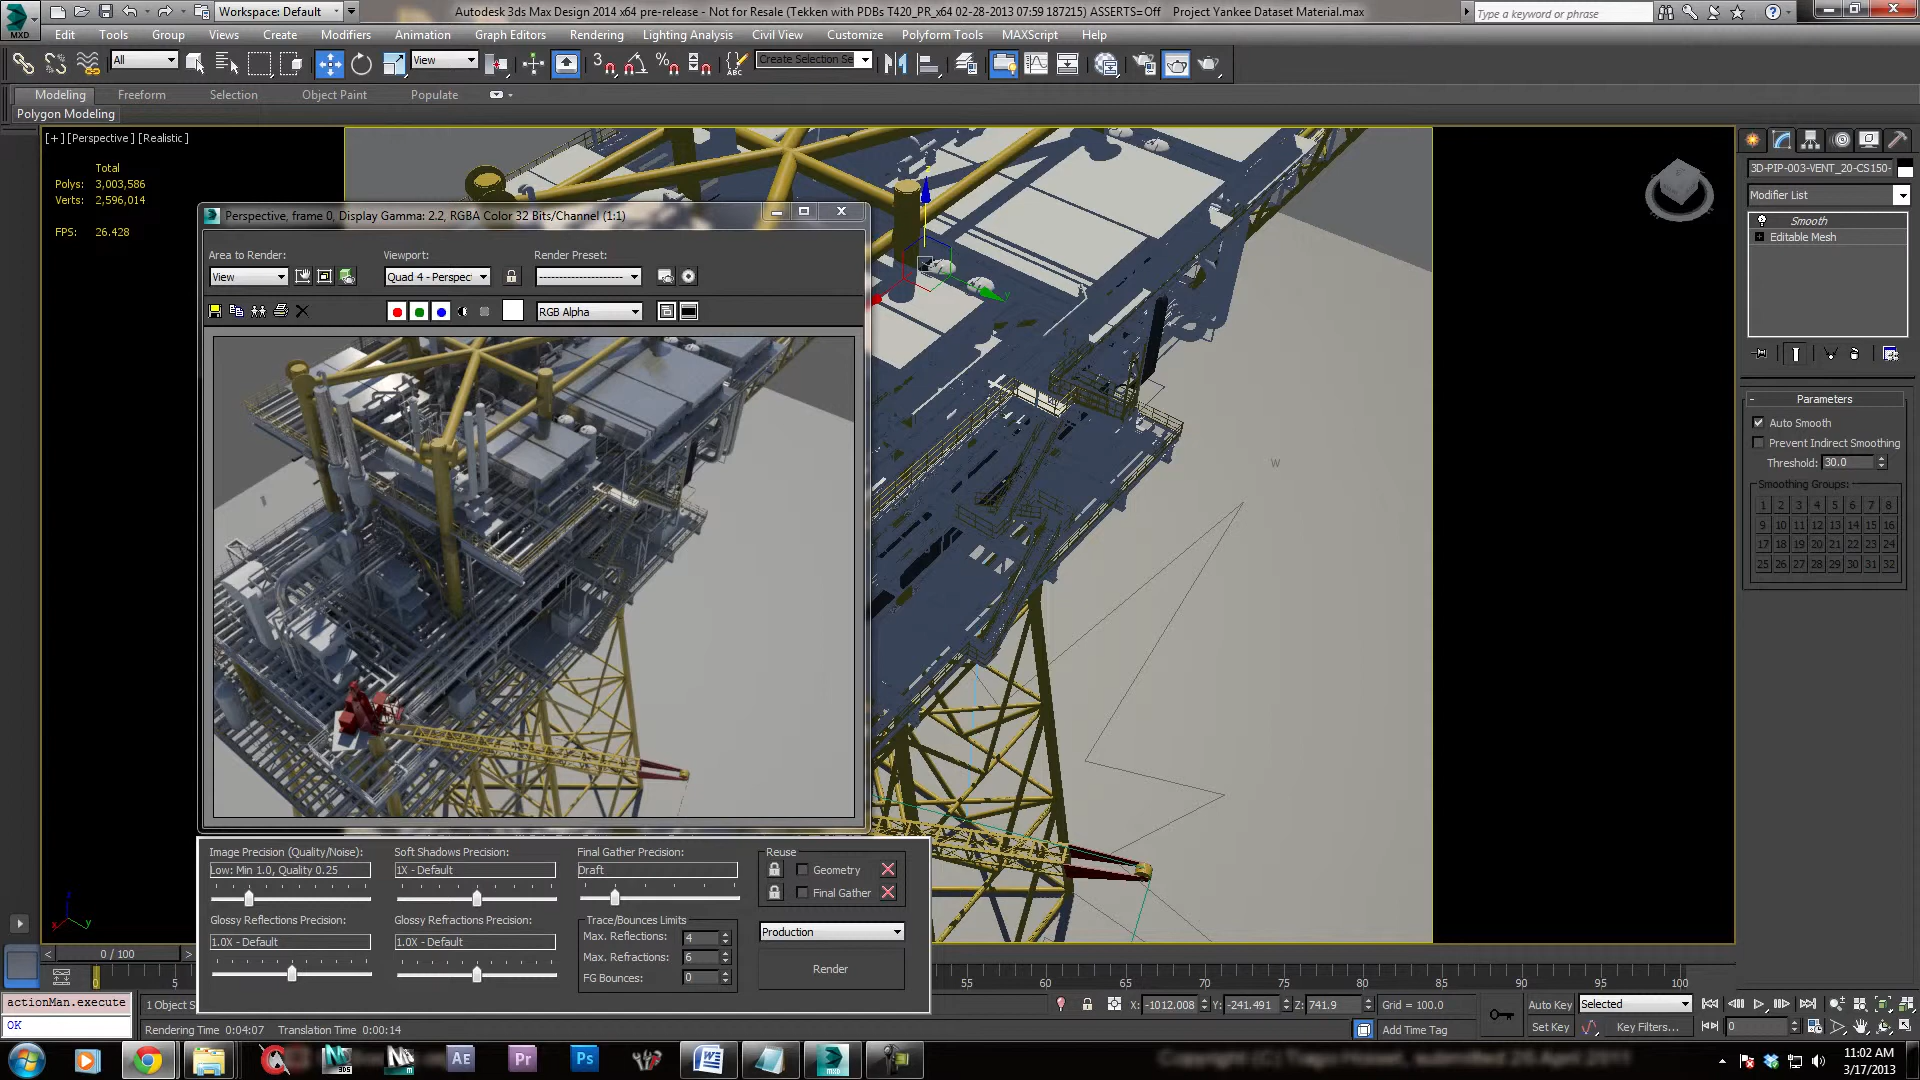 Workspace: Default
Autodesk 3ds Max Design 2014 x64 pre-release - Not for Resale (Tekken with PDBs T420_PR_x64 02-28-2013 07:59 187215) ASSERTS=Off Project Yankee Dataset Material.max
Type a keyword or phrase
MXD
Edit Tools Group Views Create Modifiers Animation Graph Editors Rendering Lighting Analysis Civil View Customize Polyform Tools MAXScript Help
All View 3 Create Selection Se
Modeling Freeform Selection Object Paint Populate
Polygon Modeling
[+] [Perspective] [Realistic]
Total
Polys: 3,003,586
Verts: 2,596,014
FPS: 26.428
Perspective, frame 0, Display Gamma: 2.2, RGBA Color 32 Bits/Channel (1:1)
Area to Render: Viewport: Render Preset:
View Quad 4 - Perspect --------------------
RGB Alpha
3D-PIP-003-VENT_20-CS150-
Modifier List
Smooth
Editable Mesh
Parameters
Auto Smooth
Prevent Indirect Smoothing
Threshold: 30.0
Smoothing Groups:
1 2 3 4 5 6 7 8
9 10 11 12 13 14 15 16
17 18 19 20 21 22 23 24
25 26 27 28 29 30 31 32
W
Image Precision (Quality/Noise): Soft Shadows Precision: Final Gather Precision: Reuse
Low: Min 1.0, Quality 0.25 1X - Default Draft Geometry
Final Gather
Glossy Reflections Precision: Glossy Refractions Precision: Trace/Bounces Limits
1.0X - Default 1.0X - Default Max. Reflections: 4 Production
Max. Refractions: 6
FG Bounces: 0 Render
x y
0 / 100
5 55 60 65 70 75 80 85 90 95 100
actionMan.execute 1 Object S X: -1012.008 Y: -241.491 Z: 741.9 Grid = 100.0 Auto Key Selected
OK Rendering Time 0:04:07 Translation Time 0:00:14 Add Time Tag Set Key Key Filters... 0
AE Pr Ps W MXD
11:02 AM
3/17/2013